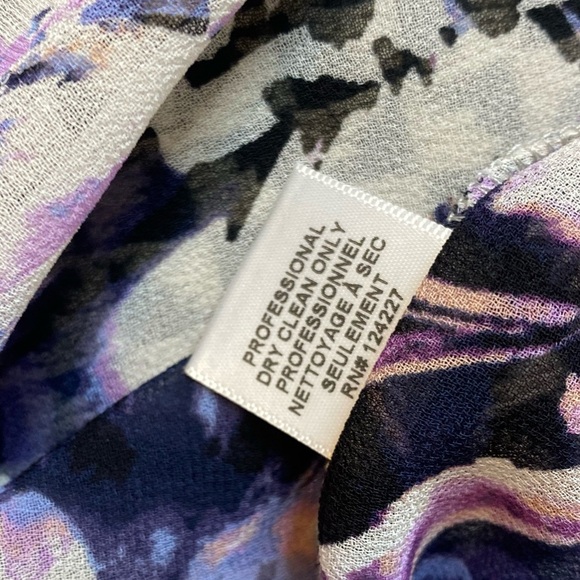 PROFESSIONAL
DRY CLEAN ONLY
PROFESSIONNEL
NETTOYAGE À SEC
SEULEMENT
RN# 124227